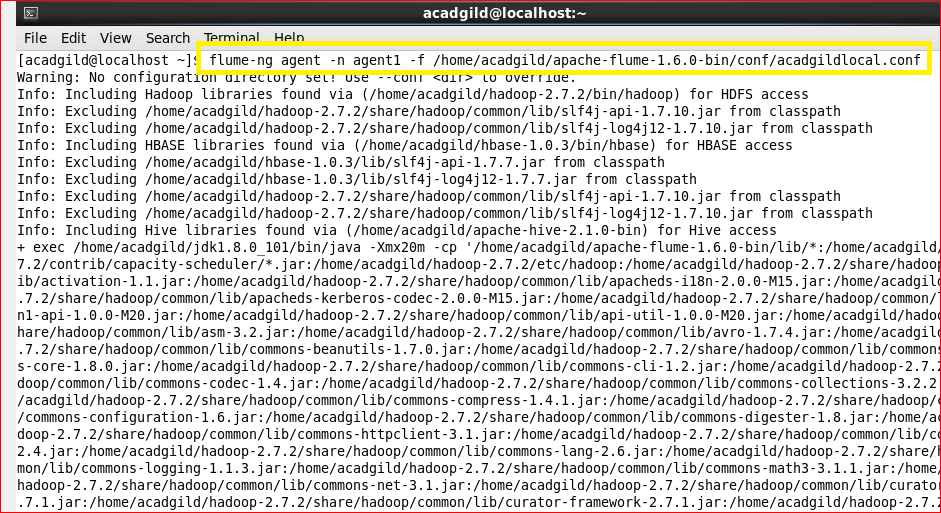 acadgild@localhost:~
File Edit View Search Terminal Help
[acadgild@localhost ~]$ flume-ng agent -n agent1 -f /home/acadgild/apache-flume-1.6.0-bin/conf/acadgildlocal.conf
Warning: No configuration directory set! Use --conf <dir> to override.
Info: Including Hadoop libraries found via (/home/acadgild/hadoop-2.7.2/bin/hadoop) for HDFS access
Info: Excluding /home/acadgild/hadoop-2.7.2/share/hadoop/common/lib/slf4j-api-1.7.10.jar from classpath
Info: Excluding /home/acadgild/hadoop-2.7.2/share/hadoop/common/lib/slf4j-log4j12-1.7.10.jar from classpath
Info: Including HBASE libraries found via (/home/acadgild/hbase-1.0.3/bin/hbase) for HBASE access
Info: Excluding /home/acadgild/hbase-1.0.3/lib/slf4j-api-1.7.7.jar from classpath
Info: Excluding /home/acadgild/hbase-1.0.3/lib/slf4j-log4j12-1.7.7.jar from classpath
Info: Excluding /home/acadgild/hadoop-2.7.2/share/hadoop/common/lib/slf4j-api-1.7.10.jar from classpath
Info: Excluding /home/acadgild/hadoop-2.7.2/share/hadoop/common/lib/slf4j-log4j12-1.7.10.jar from classpath
Info: Including Hive libraries found via (/home/acadgild/apache-hive-2.1.0-bin) for Hive access
+ exec /home/acadgild/jdk1.8.0_101/bin/java -Xmx20m -cp '/home/acadgild/apache-flume-1.6.0-bin/lib/*:/home/acadgild/
7.2/contrib/capacity-scheduler/*.jar:/home/acadgild/hadoop-2.7.2/etc/hadoop:/home/acadgild/hadoop-2.7.2/share/hadoop
ib/activation-1.1.jar:/home/acadgild/hadoop-2.7.2/share/hadoop/common/lib/apacheds-i18n-2.0.0-M15.jar:/home/acadgild
.7.2/share/hadoop/common/lib/apacheds-kerberos-codec-2.0.0-M15.jar:/home/acadgild/hadoop-2.7.2/share/hadoop/common/l
n1-api-1.0.0-M20.jar:/home/acadgild/hadoop-2.7.2/share/hadoop/common/lib/api-util-1.0.0-M20.jar:/home/acadgild/hadoo
hare/hadoop/common/lib/asm-3.2.jar:/home/acadgild/hadoop-2.7.2/share/hadoop/common/lib/avro-1.7.4.jar:/home/acadgild
.7.2/share/hadoop/common/lib/commons-beanutils-1.7.0.jar:/home/acadgild/hadoop-2.7.2/share/hadoop/common/lib/commons
s-core-1.8.0.jar:/home/acadgild/hadoop-2.7.2/share/hadoop/common/lib/commons-cli-1.2.jar:/home/acadgild/hadoop-2.7.2
doop/common/lib/commons-codec-1.4.jar:/home/acadgild/hadoop-2.7.2/share/hadoop/common/lib/commons-collections-3.2.2
/acadgild/hadoop-2.7.2/share/hadoop/common/lib/commons-compress-1.4.1.jar:/home/acadgild/hadoop-2.7.2/share/hadoop/c
/commons-configuration-1.6.jar:/home/acadgild/hadoop-2.7.2/share/hadoop/common/lib/commons-digester-1.8.jar:/home/ac
doop-2.7.2/share/hadoop/common/lib/commons-httpclient-3.1.jar:/home/acadgild/hadoop-2.7.2/share/hadoop/common/lib/co
2.4.jar:/home/acadgild/hadoop-2.7.2/share/hadoop/common/lib/commons-lang-2.6.jar:/home/acadgild/hadoop-2.7.2/share/h
mon/lib/commons-logging-1.1.3.jar:/home/acadgild/hadoop-2.7.2/share/hadoop/common/lib/commons-math3-3.1.1.jar:/home/
hadoop-2.7.2/share/hadoop/common/lib/commons-net-3.1.jar:/home/acadgild/hadoop-2.7.2/share/hadoop/common/lib/curator
.7.1.jar:/home/acadgild/hadoop-2.7.2/share/hadoop/common/lib/curator-framework-2.7.1.jar:/home/acadgild/hadoop-2.7.2